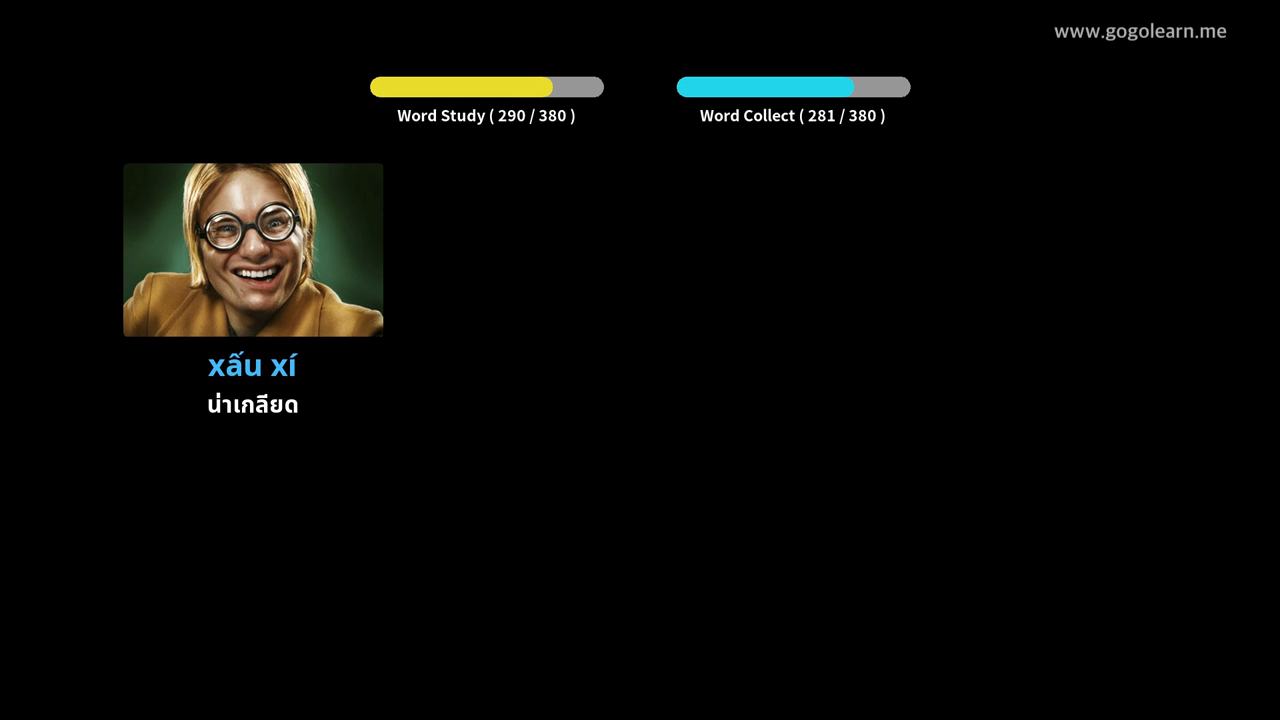 www.gogolearn.me
Word Study ( 290 / 380 )
Word Collect ( 281 / 380 )
xấu xí
น่าเกลียด